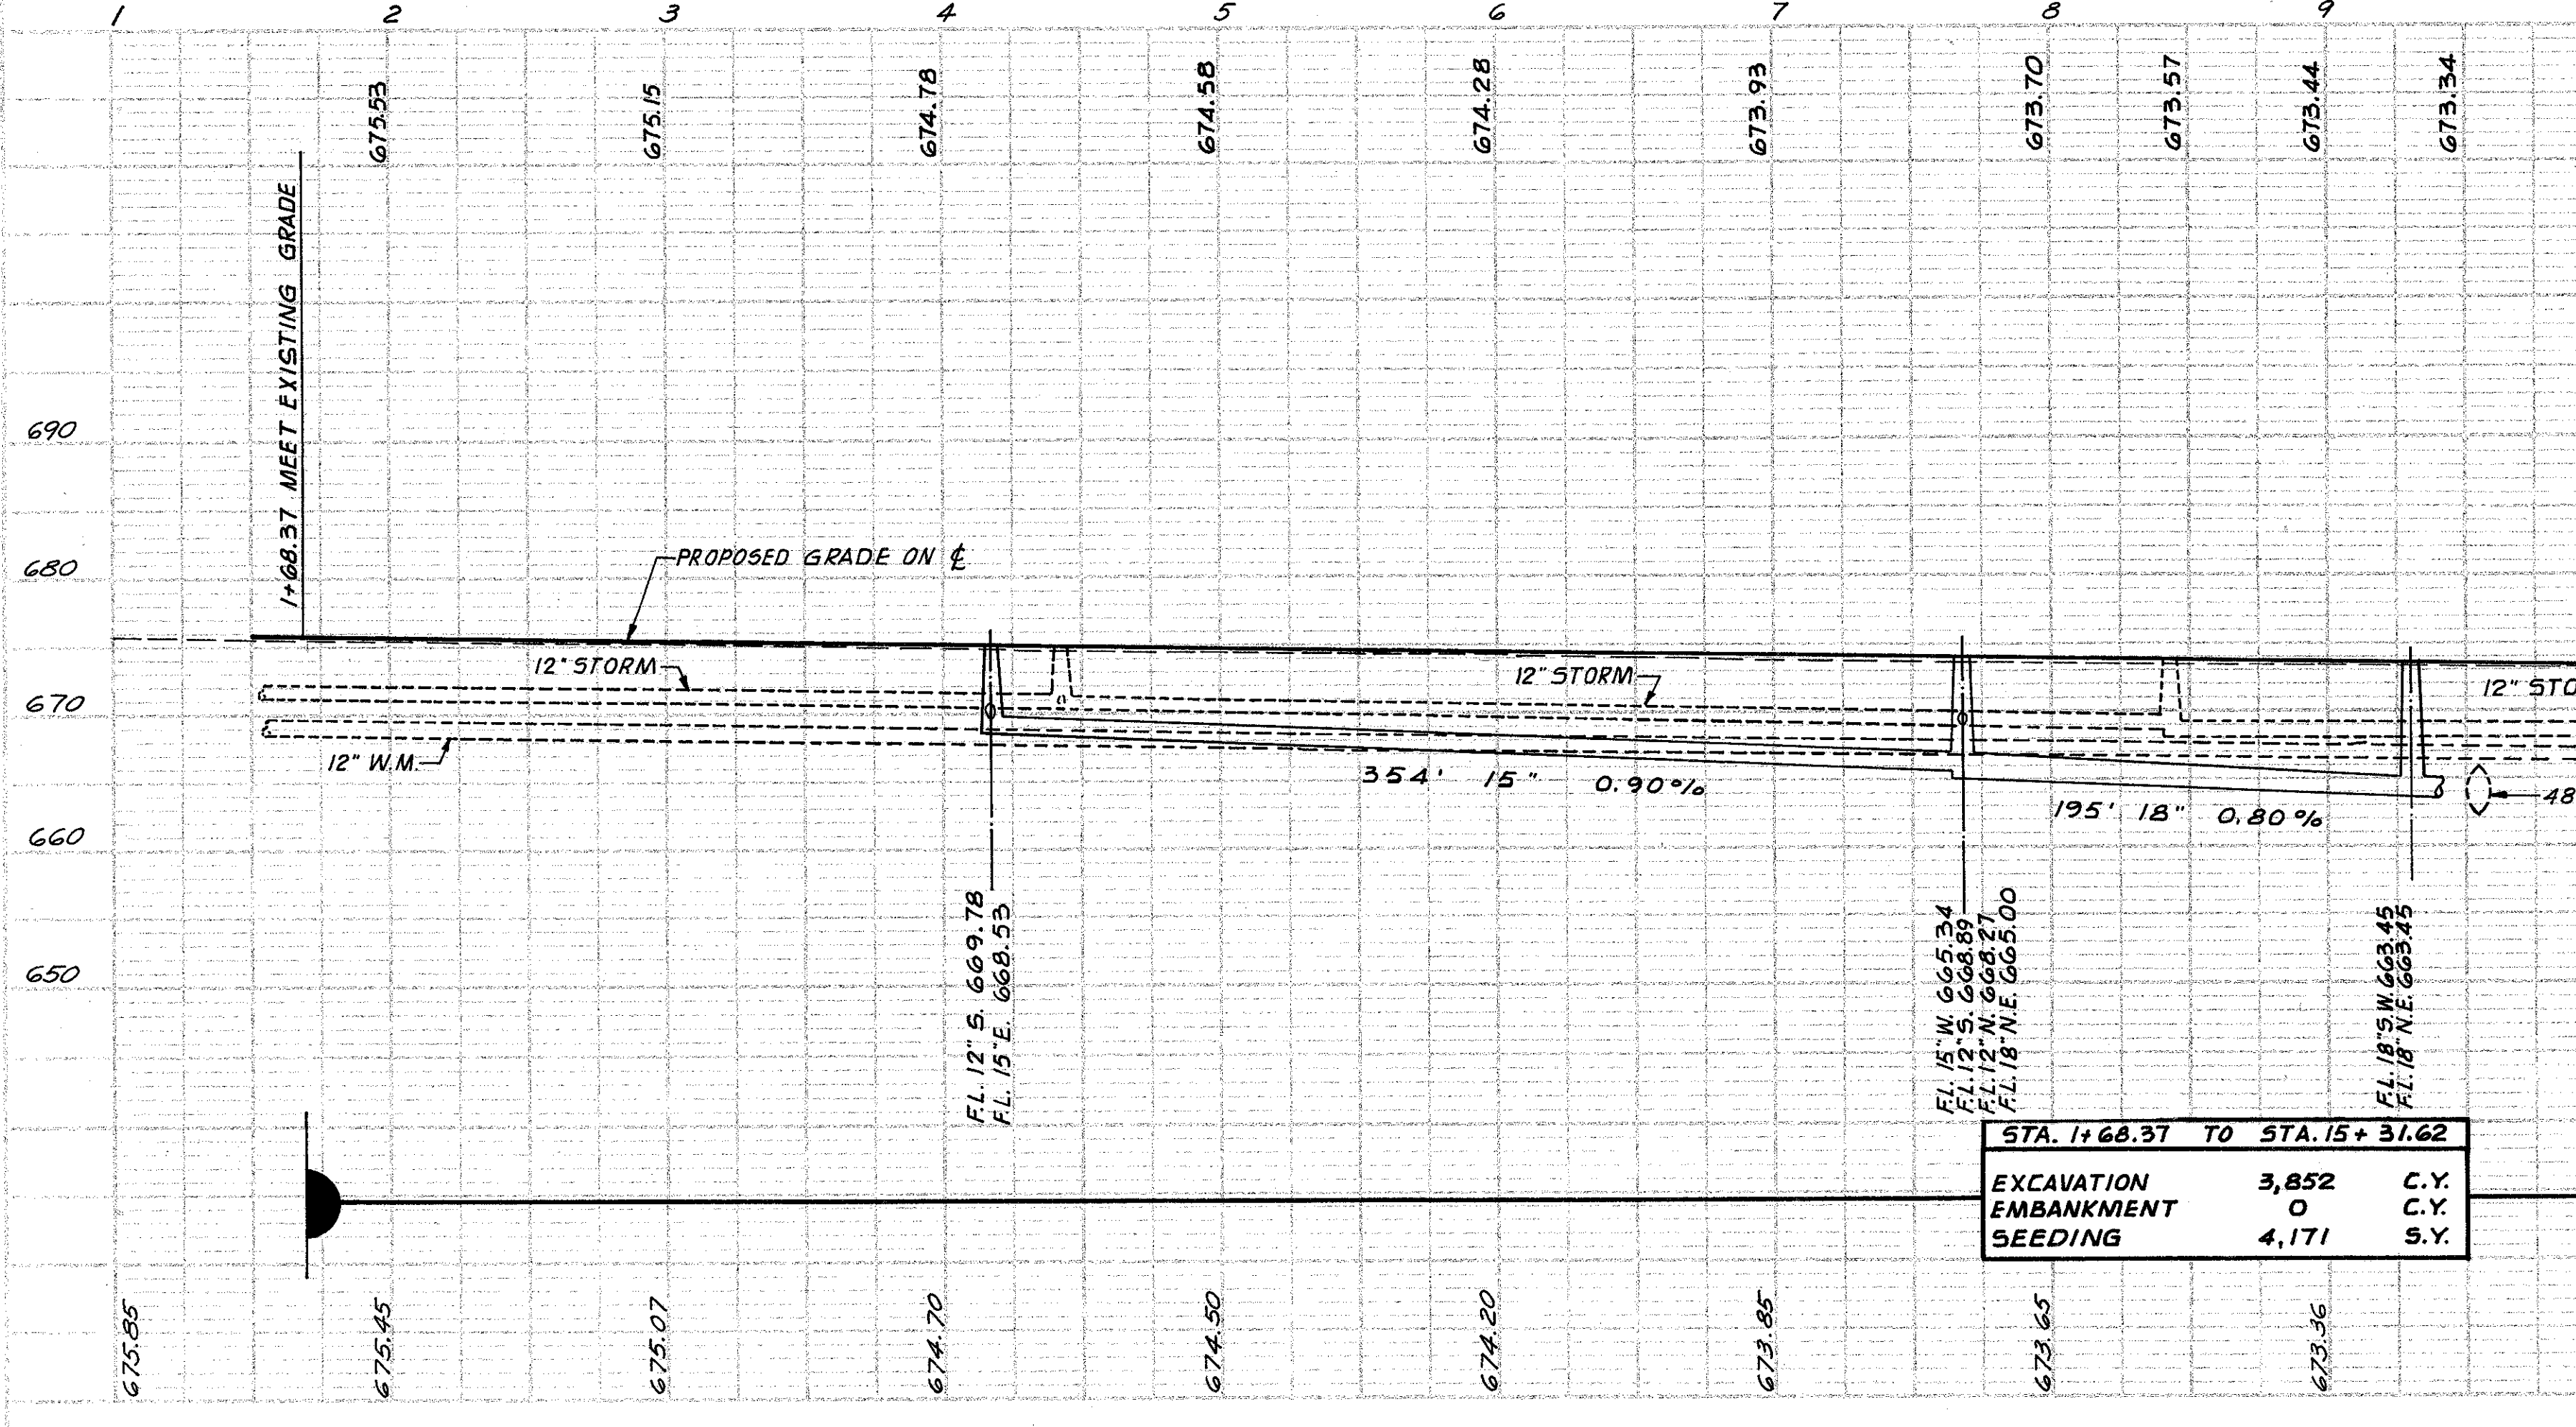 1 2 3 4 5 6 7 8 9
675.53 675.15 674.78 674.58 674.28 673.93 673.70 673.57 673.44 673.34
1+68.37 MEET EXISTING GRADE
690
680
PROPOSED GRADE ON ℄
12" STORM
12" STORM
12" STO
670
12" W.M.
354' 15" 0.90%
195' 18" 0.80%
48
660
F.L. 12" S. 669.78
F.L. 15" E. 668.53
F.L. 15" W. 665.34
F.L. 12" S. 668.89
F.L. 12" N. 668.27
F.L. 18" N.E. 665.00
F.L. 18" S.W. 663.45
F.L. 18" N.E. 663.45
650
STA. 1+68.37 TO STA. 15+31.62
EXCAVATION 3,852 C.Y.
EMBANKMENT 0 C.Y.
SEEDING 4,171 S.Y.
675.85 675.45 675.07 674.70 674.50 674.20 673.85 673.65 673.36